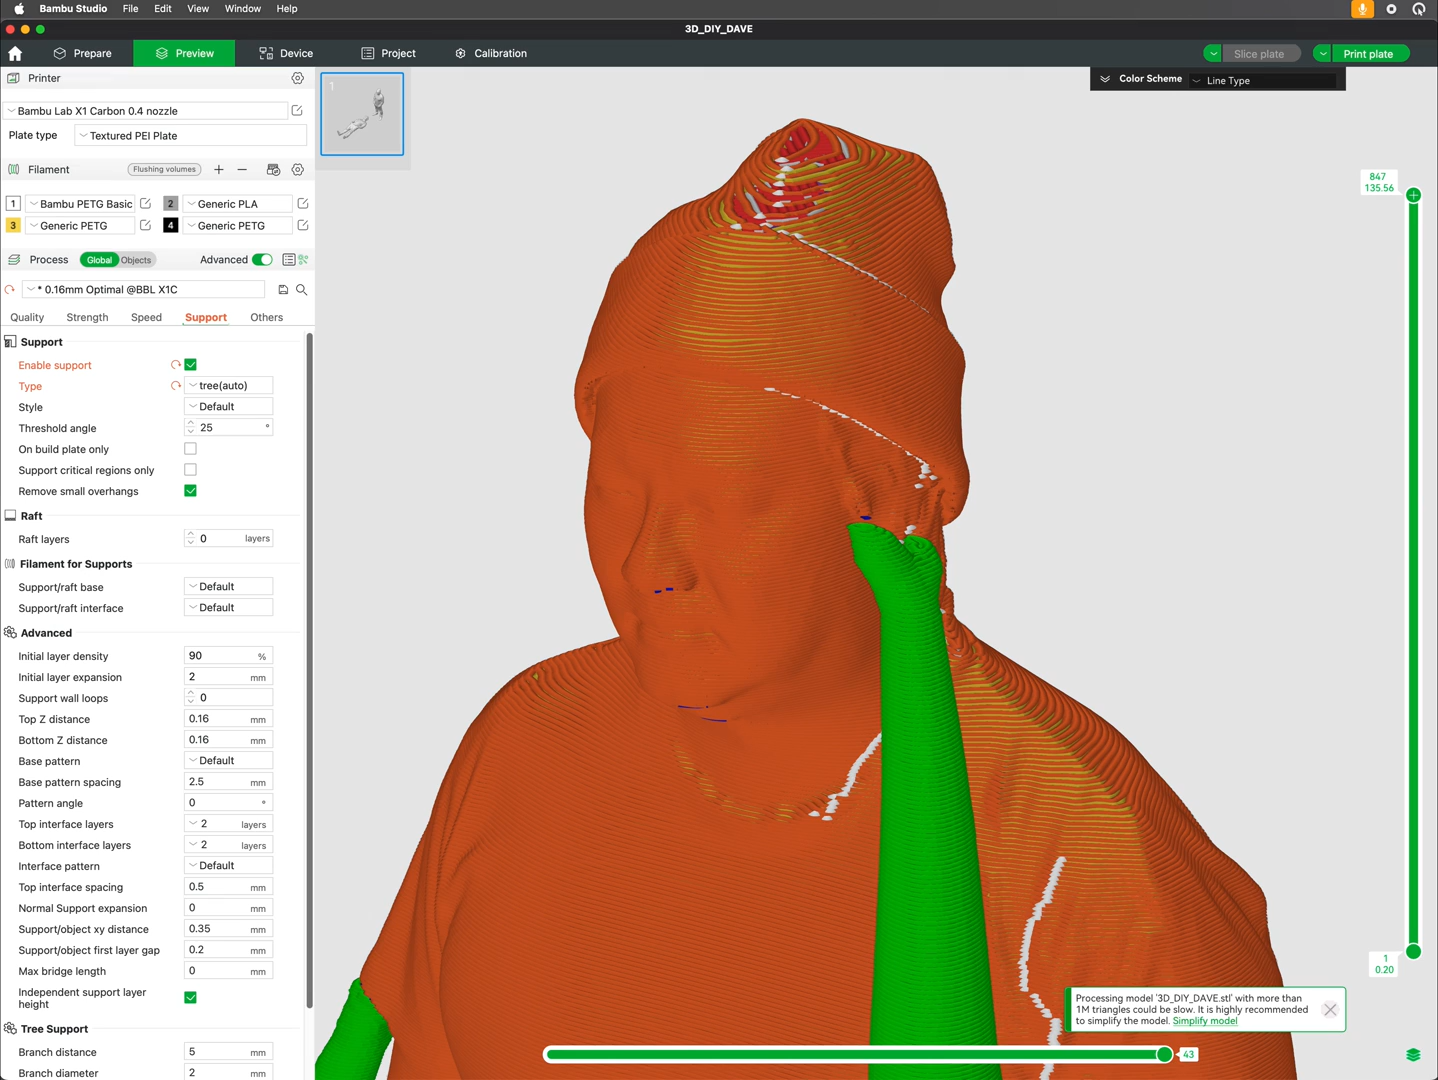 Bambu Studio File Edit View Window Help
3D_DIY_DAVE
Prepare Preview Device Project Calibration Slice plate Print plate
Printer
Bambu Lab X1 Carbon 0.4 nozzle
Plate type Textured PEI Plate
Filament Flushing volumes
1 Bambu PETG Basic 2 Generic PLA
3 Generic PETG 4 Generic PETG
Process Global Objects Advanced
* 0.16mm Optimal @BBL X1C
Quality Strength Speed Support Others
Support
Enable support
Type tree(auto)
Style Default
Threshold angle 25 °
On build plate only
Support critical regions only
Remove small overhangs
Raft
Raft layers 0 layers
Filament for Supports
Support/raft base Default
Support/raft interface Default
Advanced
Initial layer density 90 %
Initial layer expansion 2 mm
Support wall loops 0
Top Z distance 0.16 mm
Bottom Z distance 0.16 mm
Base pattern Default
Base pattern spacing 2.5 mm
Pattern angle 0 °
Top interface layers 2 layers
Bottom interface layers 2 layers
Interface pattern Default
Top interface spacing 0.5 mm
Normal Support expansion 0 mm
Support/object xy distance 0.35 mm
Support/object first layer gap 0.2 mm
Max bridge length 0 mm
Independent support layer
height
Tree Support
Branch distance 5 mm
Branch diameter 2 mm
1
Color Scheme Line Type
847
135.56
1
0.20
Processing model '3D_DIY_DAVE.stl' with more than
1M triangles could be slow. It is highly recommended
to simplify the model. Simplify model
43